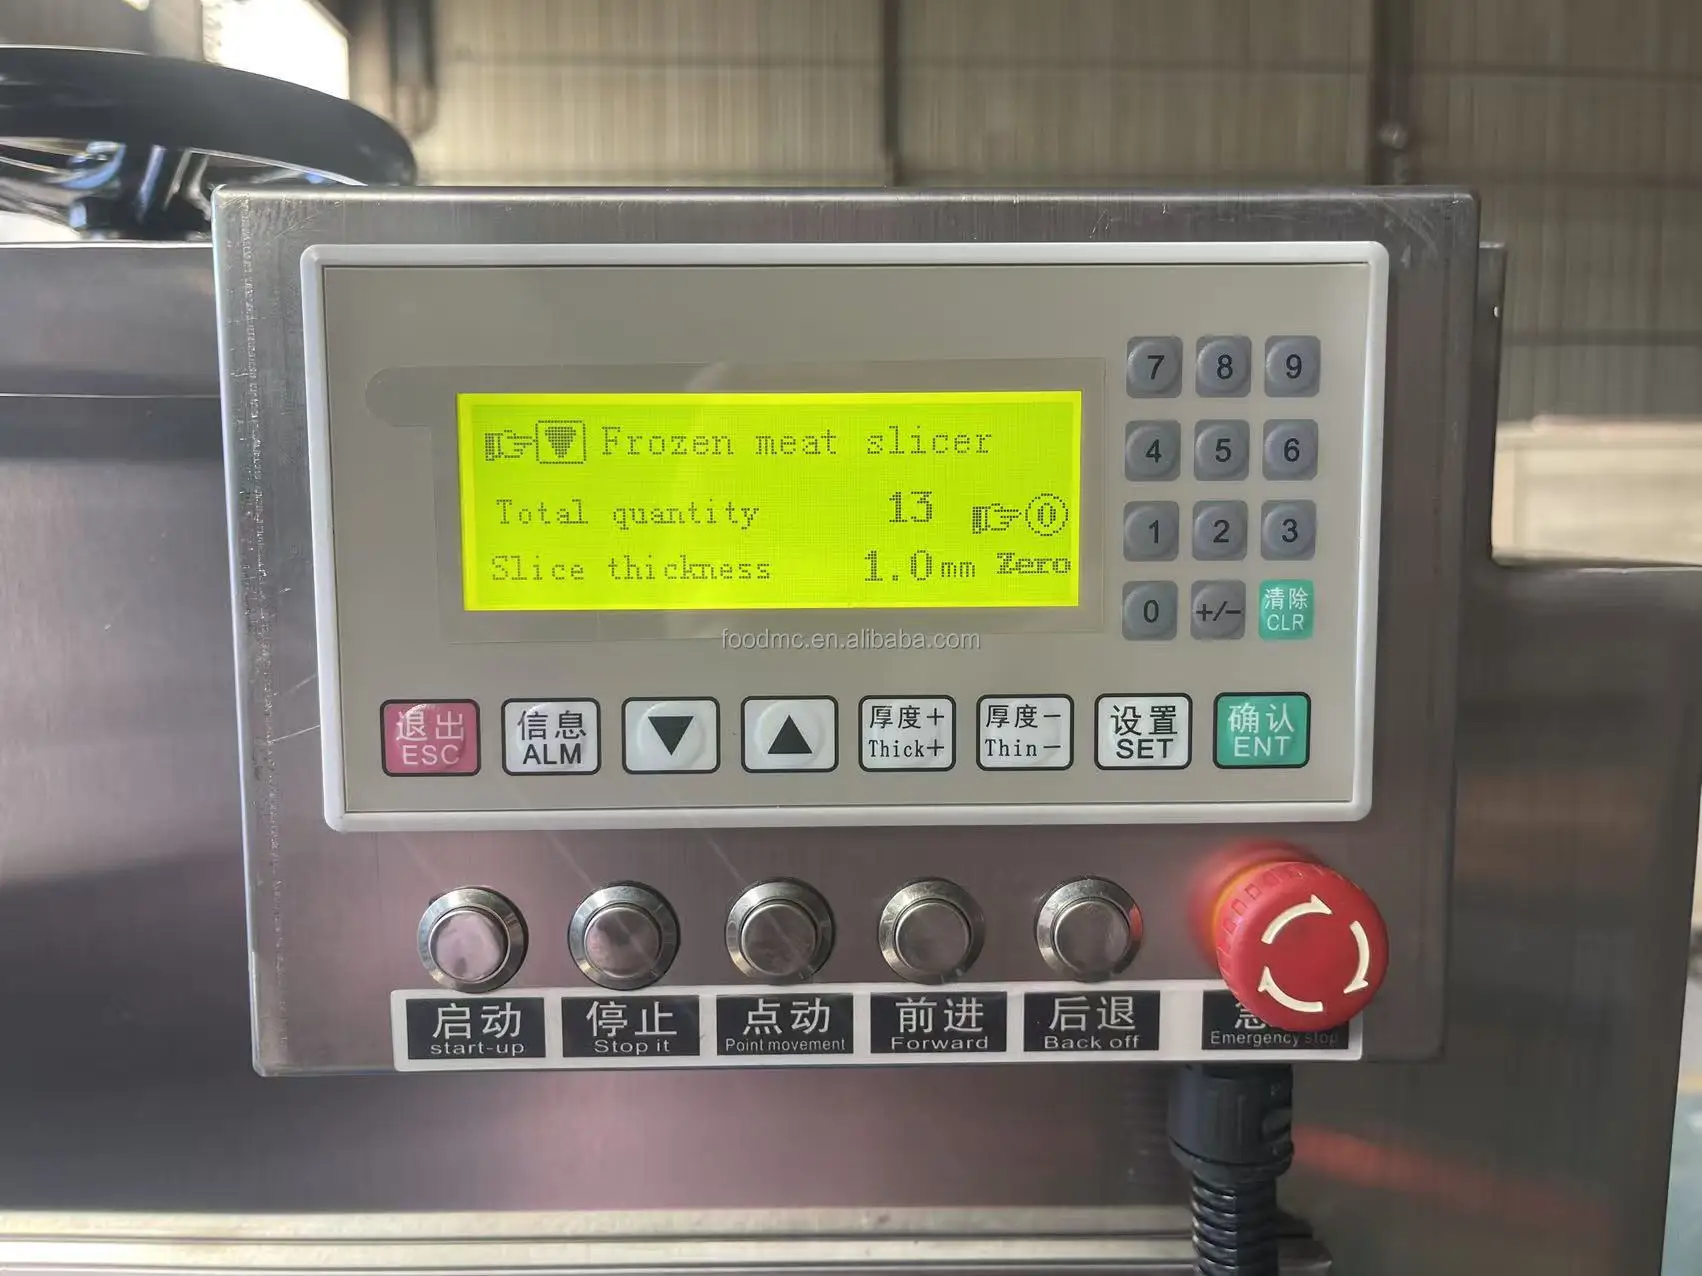 Frozen meat slicer
Total quantity 13 0
Slice thickness 1.0mm Zero
foodmc.en.alibaba.com
7 8 9
4 5 6
1 2 3
0 +/- 清除
CLR
退出
ESC
信息
ALM
▼
▲
厚度+
Thick+
厚度-
Thin-
设置
SET
确认
ENT
启动
start-up
停止
Stop it
点动
Point movement
前进
Forward
后退
Back off
Emergency stop